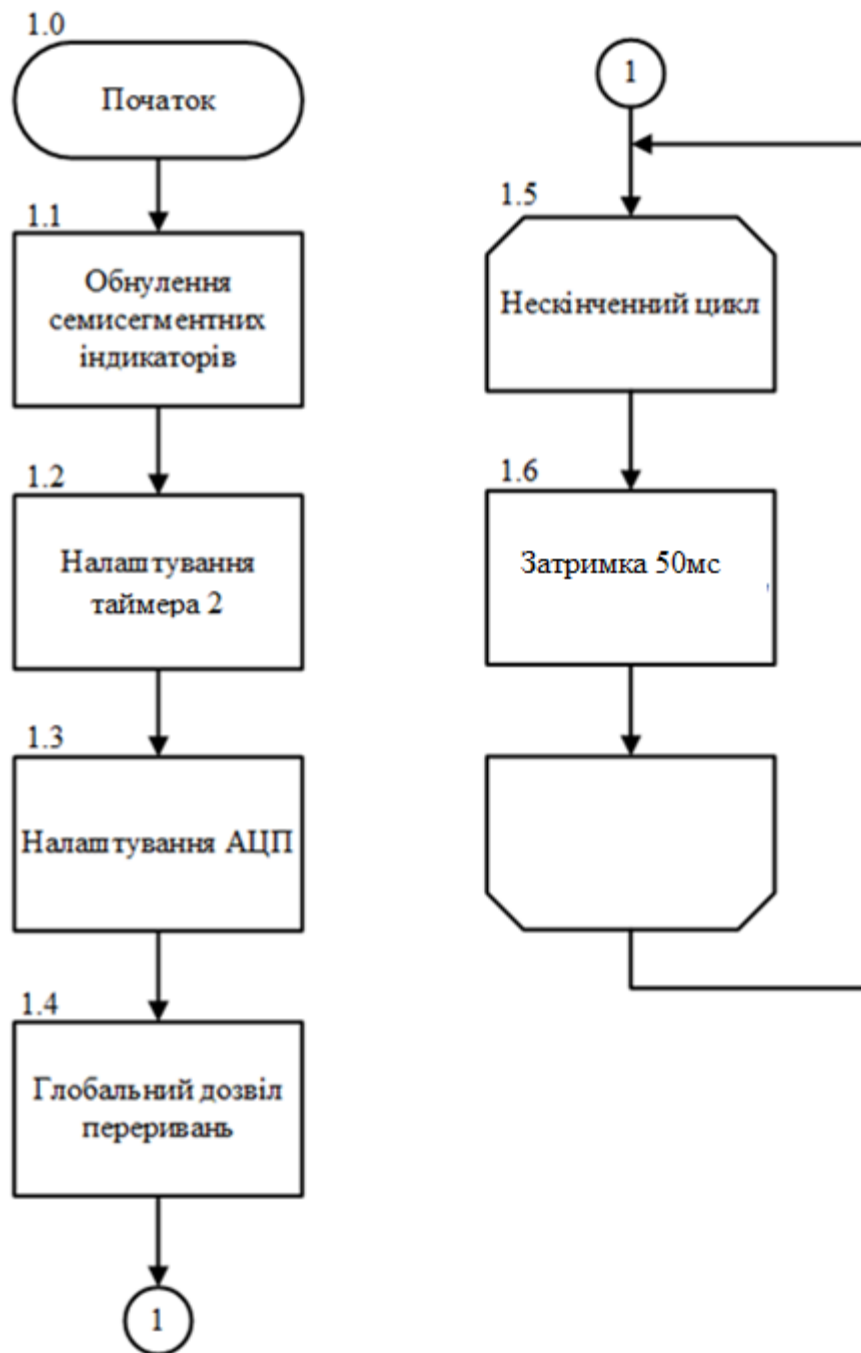 1.0
Початок
1.1
Обнулення
семисегментних
індикаторів
1.2
Налаштування
таймера 2
1.3
Налаштування АЦП
1.4
Глобальний дозвіл
переривань
1
1
1.5
Нескінченний цикл
1.6
Затримка 50мс